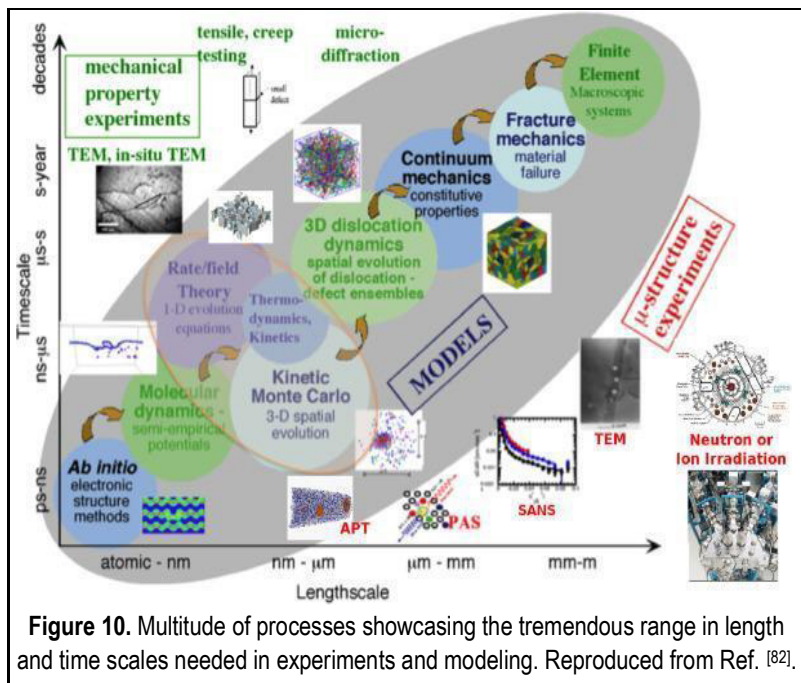 tensile, creep
testing
micro-
diffraction
mechanical
property
experiments
small
defect
Finite
Element
Macroscopic
systems
Fracture
mechanics
material
failure
TEM, in-situ TEM
Continuum
mechanics
constitutive
properties
3D dislocation
dynamics
spatial evolution
of dislocation -
defect ensembles
Rate/field
Theory
1-D evolution
equations
Thermo-
dynamics,
Kinetics
MODELS
μ-structure
experiments
Kinetic
Monte Carlo
3-D spatial
evolution
Molecular
dynamics -
semi-empirical
potentials
Ab initio
electronic
structure
methods
TEM
Neutron or
Ion Irradiation
APT
PAS
SANS
decades
s-year
μs-s
ns-μs
ps-ns
Timescale
atomic - nm
nm - μm
μm - mm
mm-m
Lengthscale
Figure 10. Multitude of processes showcasing the tremendous range in length
and time scales needed in experiments and modeling. Reproduced from Ref. [82].